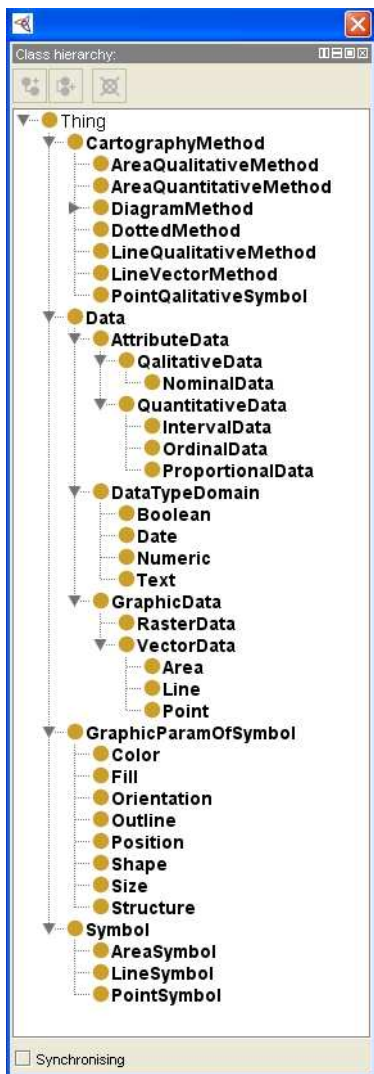 Class hierarchy:
Thing
CartographyMethod
AreaQualitativeMethod
AreaQuantitativeMethod
DiagramMethod
DottedMethod
LineQualitativeMethod
LineVectorMethod
PointQalitativeSymbol
Data
AttributeData
QalitativeData
NominalData
QuantitativeData
IntervalData
OrdinalData
ProportionalData
DataTypeDomain
Boolean
Date
Numeric
Text
GraphicData
RasterData
VectorData
Area
Line
Point
GraphicParamOfSymbol
Color
Fill
Orientation
Outline
Position
Shape
Size
Structure
Symbol
AreaSymbol
LineSymbol
PointSymbol
Synchronising